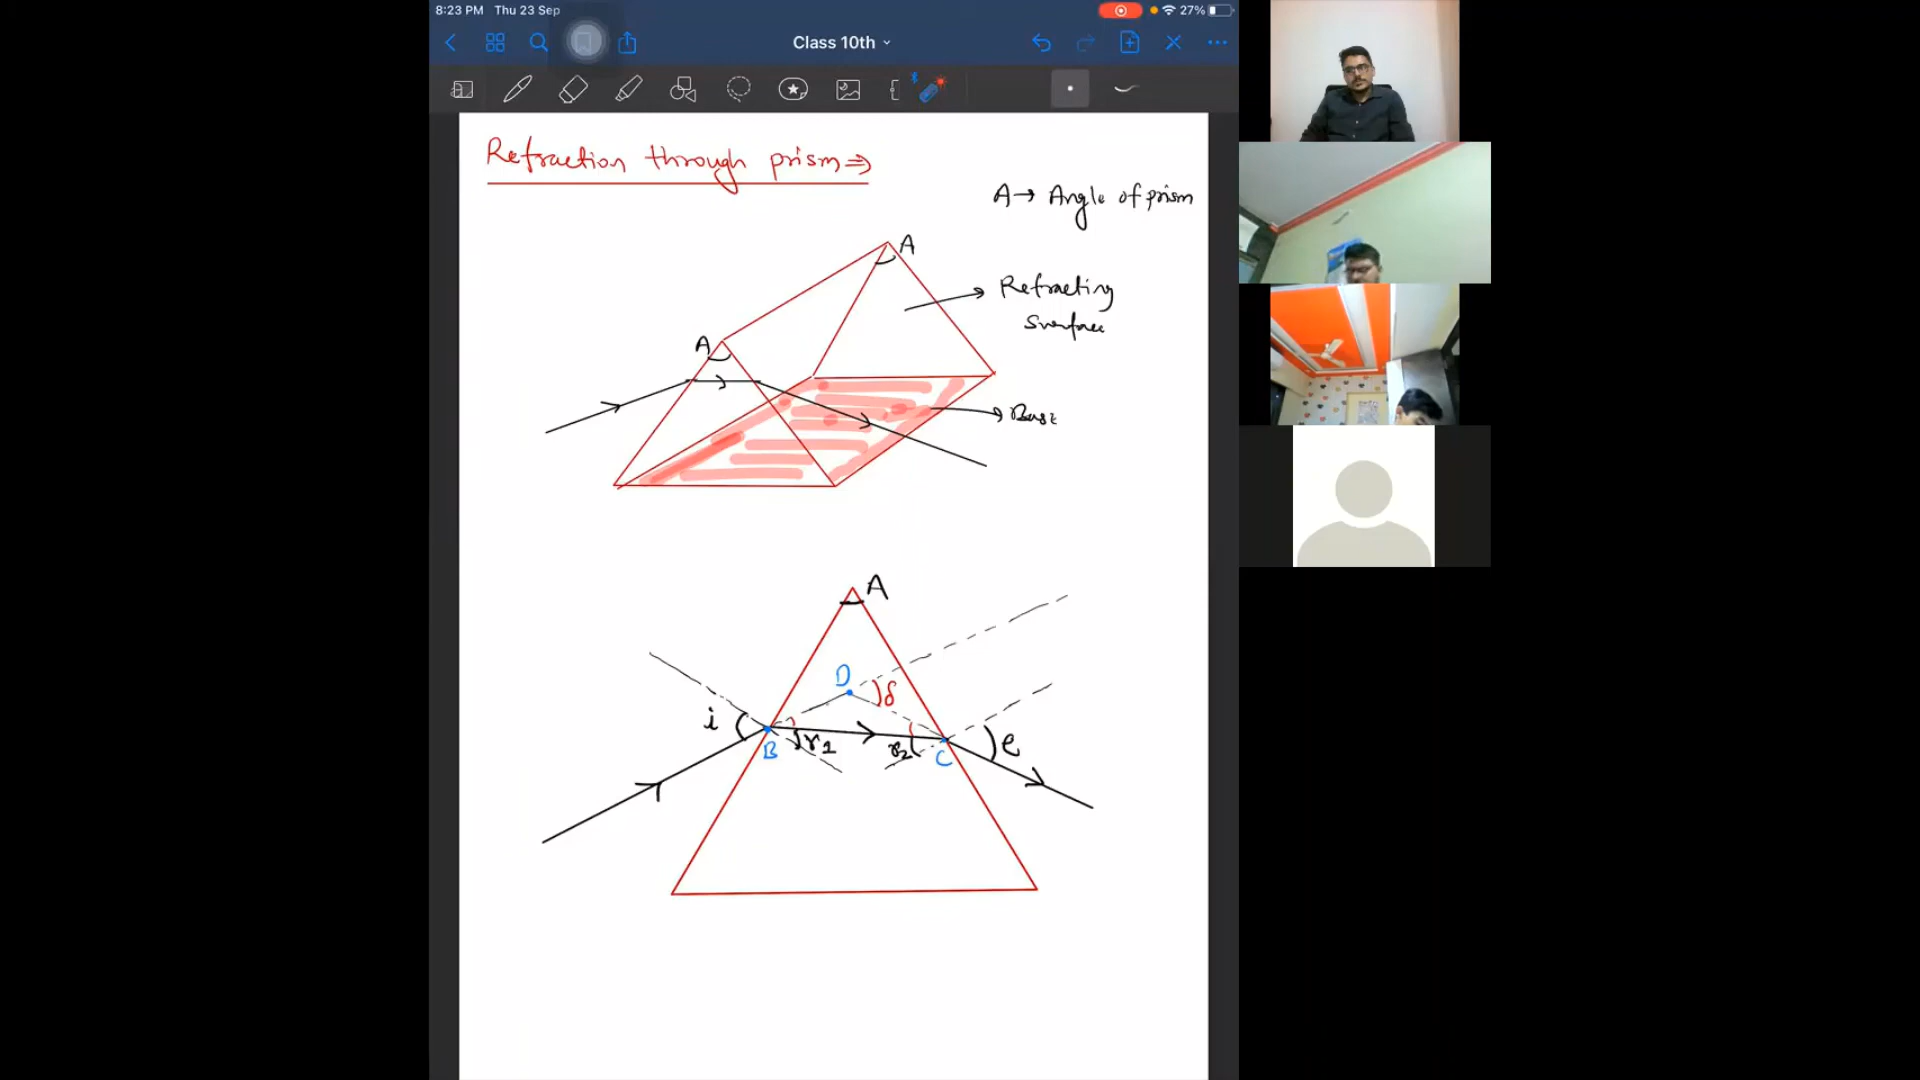 8:23 PM Thu 23 Sep
27%
Class 10th
Refraction through prism ⇒
A → Angle of prism
A
Refracting
Surface
A
Base
A
D
δ
i
B
r1
r2
C
e